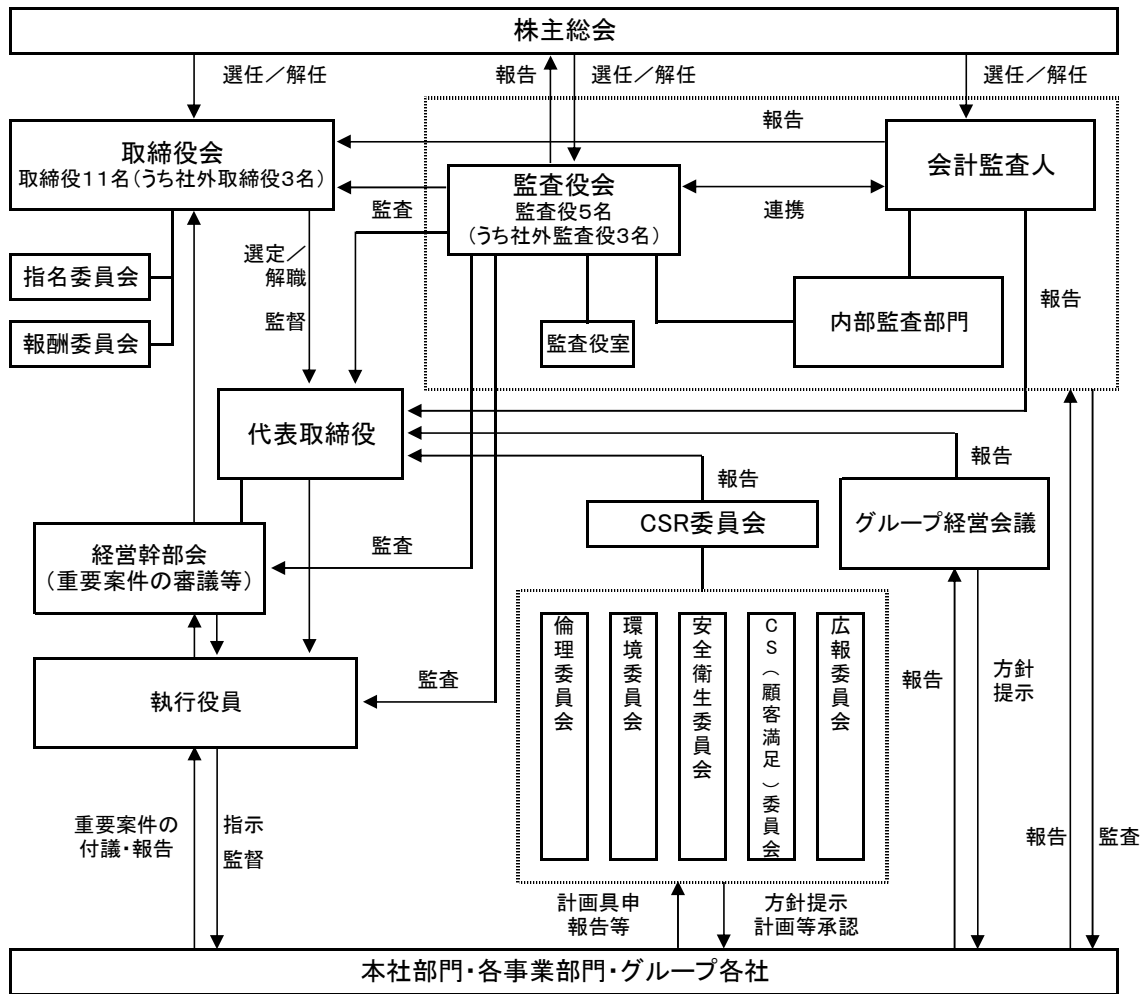 株主総会
選任／解任
報告
選任／解任
選任／解任
取締役会
取締役11名(うち社外取締役3名)
報告
会計監査人
監査役会
監査役5名
(うち社外監査役3名)
監査
連携
選定／
解職
監督
指名委員会
報酬委員会
監査役室
内部監査部門
報告
代表取締役
報告
報告
CSR委員会
グループ経営会議
経営幹部会
(重要案件の審議等)
監査
倫理委員会
環境委員会
安全衛生委員会
CS(顧客満足)委員会
広報委員会
執行役員
監査
報告
方針
提示
重要案件の
付議・報告
指示
監督
報告
監査
計画具申
報告等
方針提示
計画等承認
本社部門・各事業部門・グループ各社